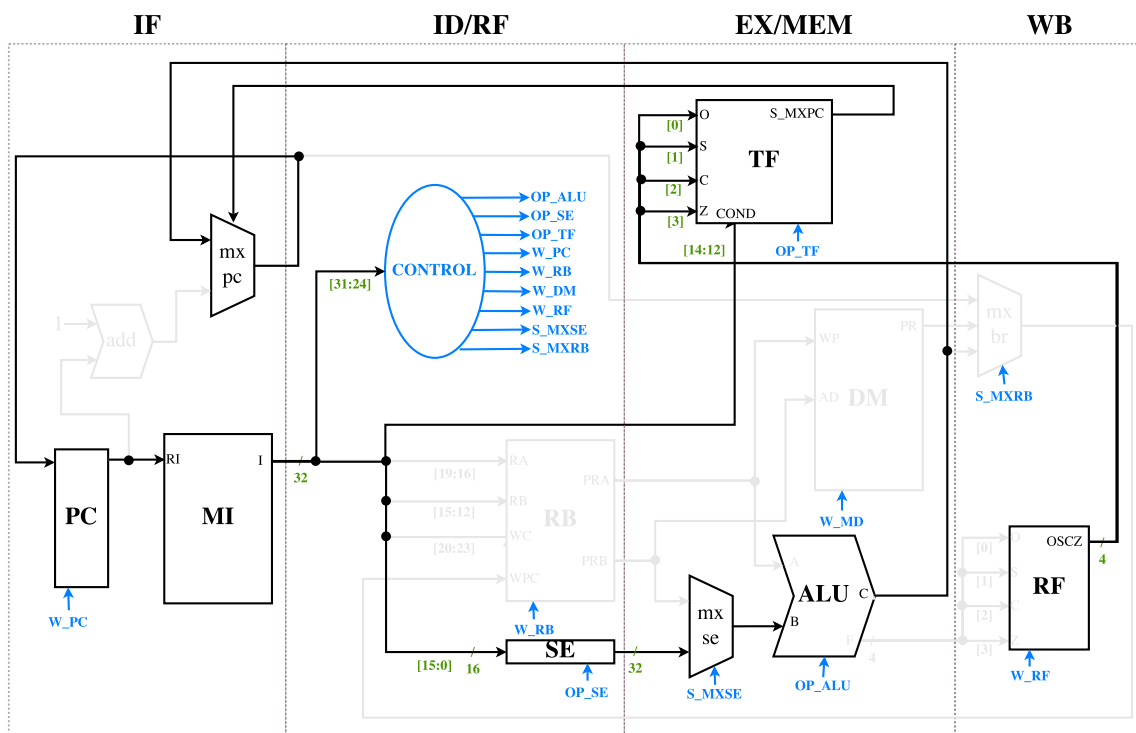 IF
ID/RF
EX/MEM
WB
O
S_MXPC
[0]
S
[1]
TF
C
[2]
Z
[3]
COND
[14:12]
OP_TF
mx
pc
CONTROL
[31:24]
OP_ALU
OP_SE
OP_TF
W_PC
W_RB
W_DM
W_RF
S_MXSE
S_MXRB
1
add
WP
PR
AD
DM
W_MD
mx
br
S_MXRB
RI
I
32
PC
MI
W_PC
RA
[19:16]
RB
[15:12]
WC
[20:23]
WPC
RB
PRA
PRB
W_RB
[15:0]
16
SE
32
OP_SE
mx
se
S_MXSE
A
B
ALU
C
F
4
OP_ALU
O
[0]
S
[1]
C
[2]
Z
[3]
OSCZ
RF
4
W_RF